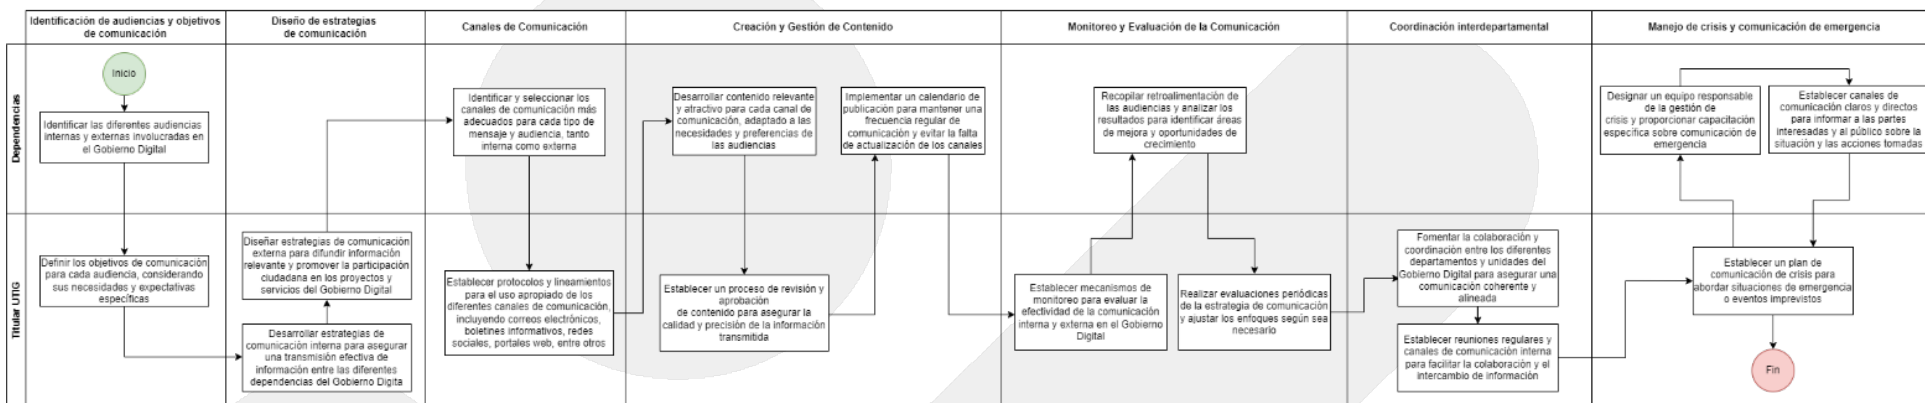 Identificación de audiencias y objetivos
de comunicación
Diseño de estrategias
de comunicación
Canales de Comunicación
Creación y Gestión de Contenido
Monitoreo y Evaluación de la Comunicación
Coordinación interdepartamental
Manejo de crisis y comunicación de emergencia
Dependencias
Inicio
Identificar las diferentes audiencias
internas y externas involucradas en
el Gobierno Digital
Identificar y seleccionar los
canales de comunicación más
adecuados para cada tipo de
mensaje y audiencia, tanto
interna como externa
Desarrollar contenido relevante
y atractivo para cada canal de
comunicación, adaptado a las
necesidades y preferencias de
las audiencias
Implementar un calendario de
publicación para mantener una
frecuencia regular de
comunicación y evitar la falta
de actualización de los canales
Recopilar retroalimentación de
las audiencias y analizar los
resultados para identificar áreas
de mejora y oportunidades de
crecimiento
Designar un equipo responsable
de la gestión de
crisis y proporcionar capacitación
específica sobre comunicación de
emergencia
Establecer canales de
comunicación claros y directos
para informar a las partes
interesadas y al público sobre la
situación y las acciones tomadas
Titular UTIG
Definir los objetivos de comunicación
para cada audiencia, considerando
sus necesidades y expectativas
específicas
Diseñar estrategias de comunicación
externa para difundir información
relevante y promover la participación
ciudadana en los proyectos y
servicios del Gobierno Digital
Desarrollar estrategias de
comunicación interna para asegurar
una transmisión efectiva de
información entre las diferentes
dependencias del Gobierno Digita
Establecer protocolos y lineamientos
para el uso apropiado de los
diferentes canales de comunicación,
incluyendo correos electrónicos,
boletines informativos, redes
sociales, portales web, entre otros
Establecer un proceso de revisión y
aprobación
de contenido para asegurar la
calidad y precisión de la información
transmitida
Establecer mecanismos de
monitoreo para evaluar la
efectividad de la comunicación
interna y externa en el Gobierno
Digital
Realizar evaluaciones periódicas
de la estrategia de comunicación
y ajustar los enfoques según sea
necesario
Fomentar la colaboración y
coordinación entre los diferentes
departamentos y unidades del
Gobierno Digital para asegurar una
comunicación coherente y
alineada
Establecer reuniones regulares y
canales de comunicación interna
para facilitar la colaboración y el
intercambio de información
Establecer un plan de
comunicación de crisis para
abordar situaciones de emergencia
o eventos imprevistos
Fin